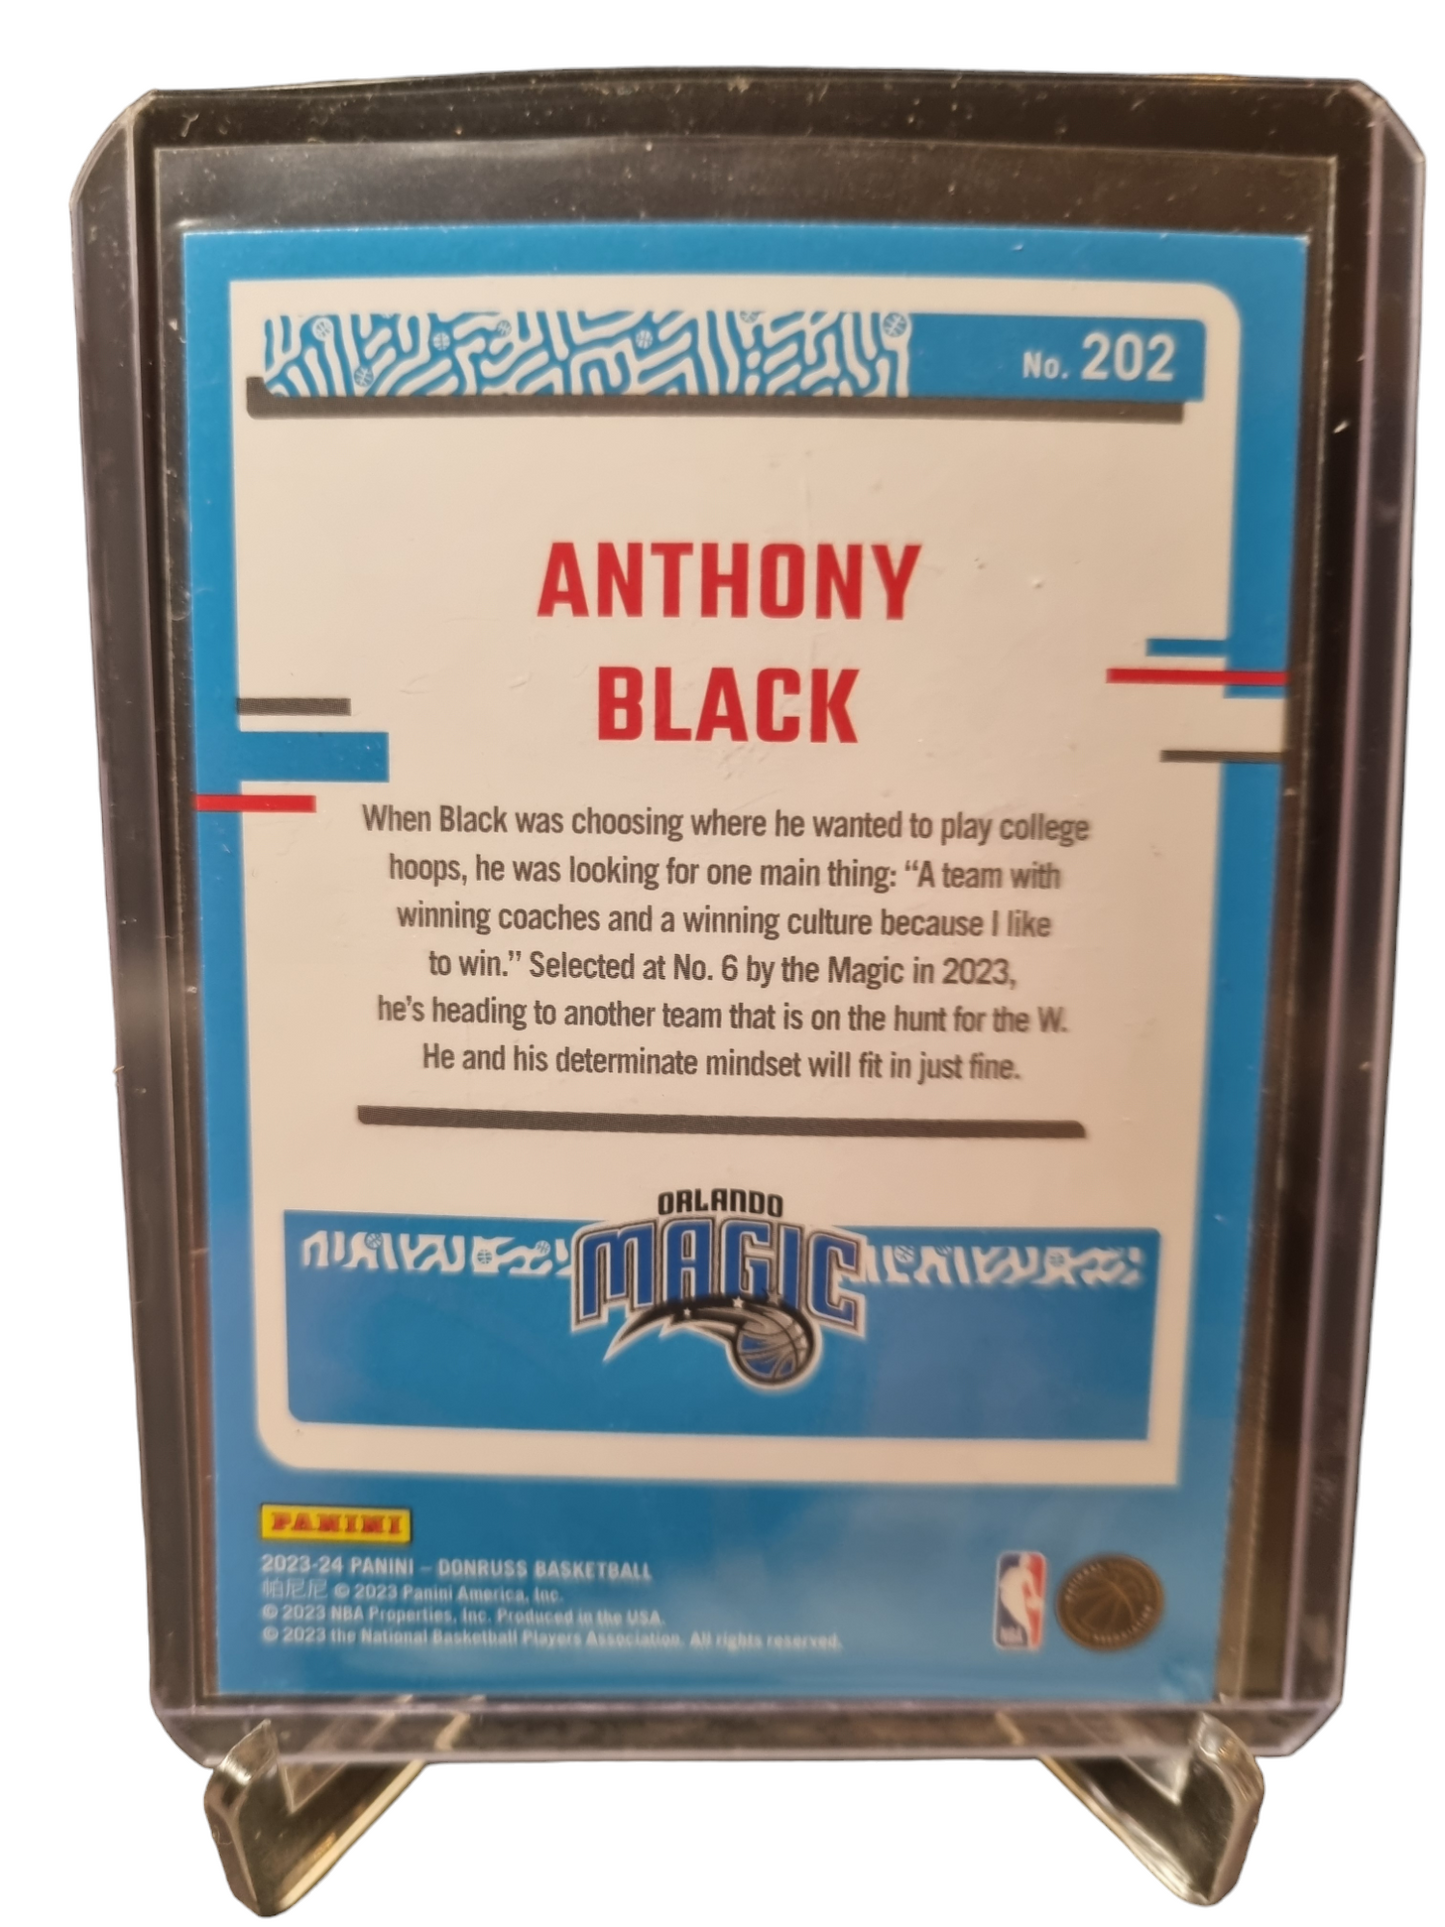 No. 202
ANTHONY
BLACK
When Black was choosing where he wanted to play college
hoops, he was looking for one main thing: “A team with
winning coaches and a winning culture because I like
to win.” Selected at No. 6 by the Magic in 2023,
he’s heading to another team that is on the hunt for the W.
He and his determinate mindset will fit in just fine.
ORLANDO
MAGIC
PANINI
2023-24 PANINI – DONRUSS BASKETBALL
帕尼尼 © 2023 Panini America, Inc.
© 2023 NBA Properties, Inc. Produced in the USA.
© 2023 the National Basketball Players Association. All rights reserved.
NBA